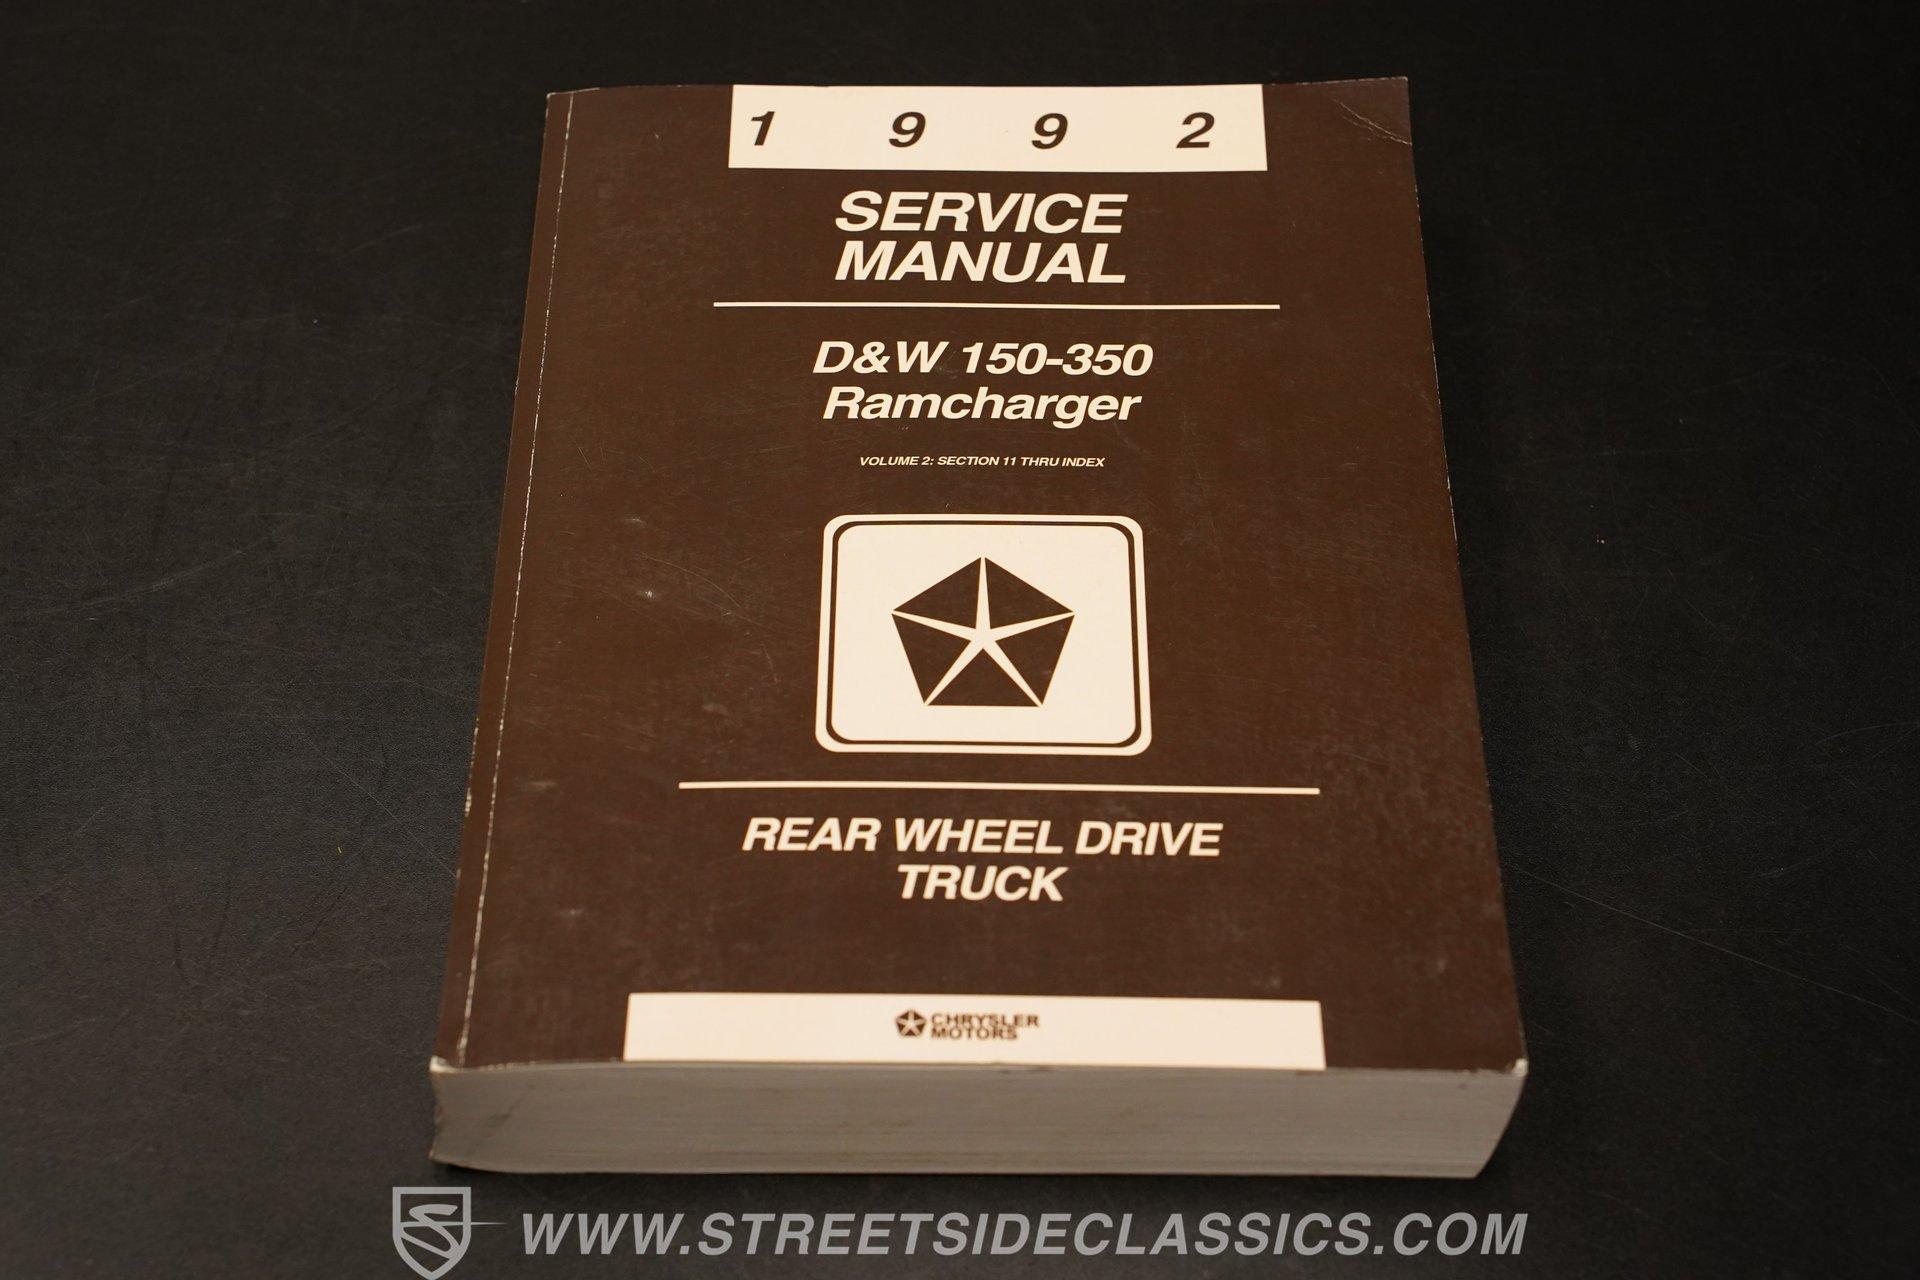 1 9 9 2
SERVICE
MANUAL
D&W 150-350
Ramcharger
VOLUME 2: SECTION 11 THRU INDEX
REAR WHEEL DRIVE
TRUCK
CHRYSLER
MOTORS
WWW.STREETSIDECLASSICS.COM